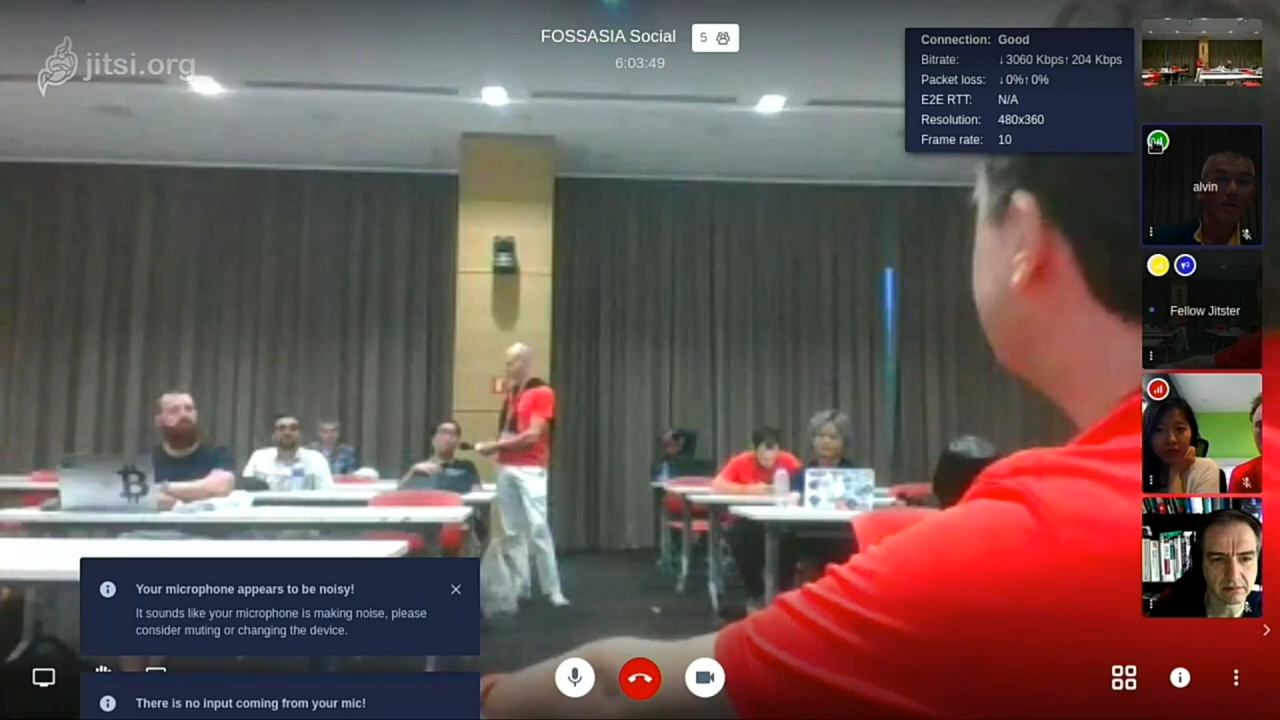 jitsi.org
FOSSASIA Social
5
6:03:49
Connection: Good
Bitrate: ↓3060 Kbps↑204 Kbps
Packet loss: ↓0%↑0%
E2E RTT: N/A
Resolution: 480x360
Frame rate: 10
alvin
Fellow Jitster
Your microphone appears to be noisy!
It sounds like your microphone is making noise, please
consider muting or changing the device.
There is no input coming from your mic!